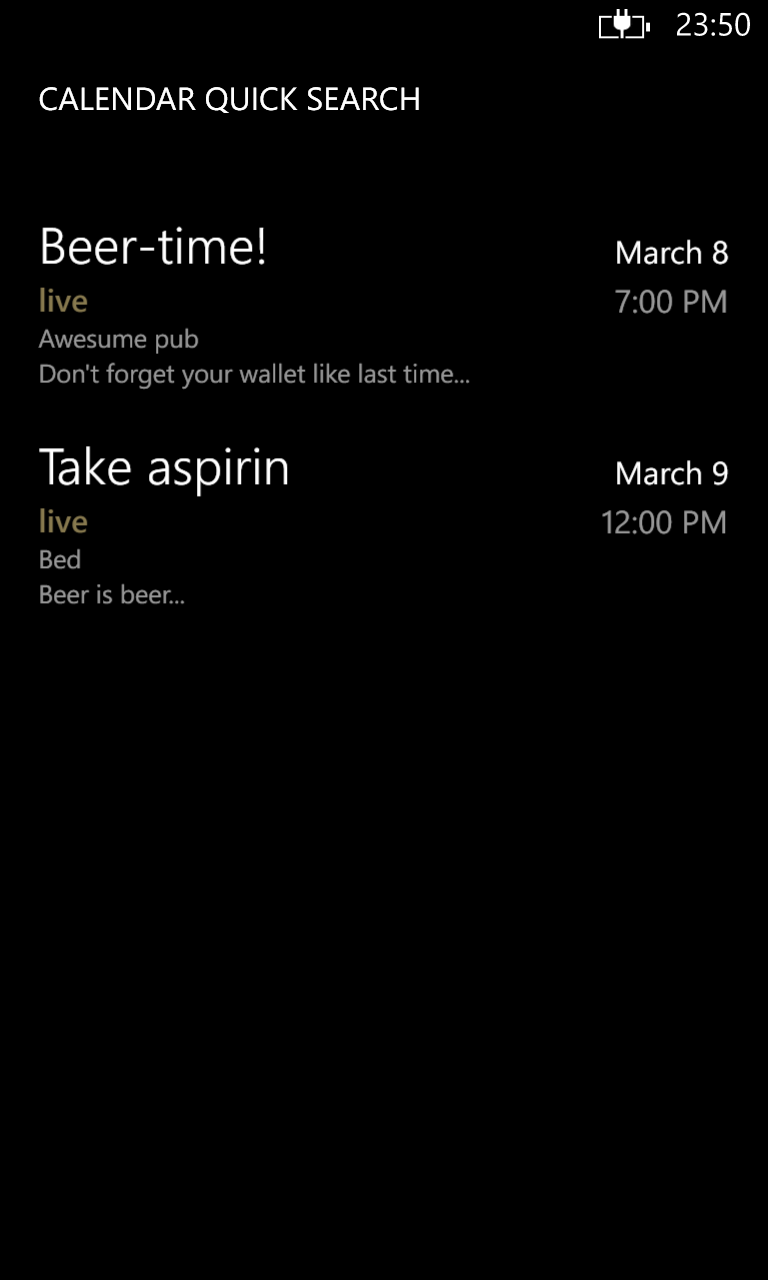 23:50
CALENDAR QUICK SEARCH
Beer-time!
March 8
live
7:00 PM
Awesume pub
Don't forget your wallet like last time...
Take aspirin
March 9
live
12:00 PM
Bed
Beer is beer...